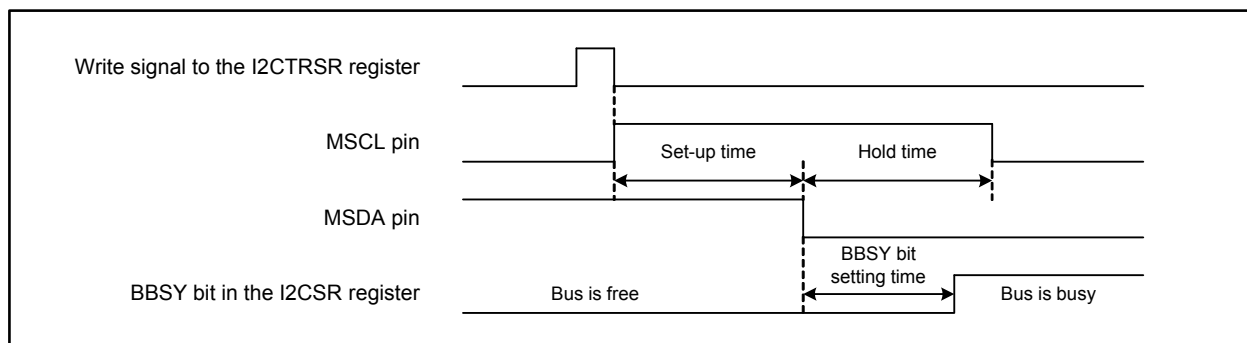 Write signal to the I2CTRSR register
MSCL pin
Set-up time
Hold time
MSDA pin
BBSY bit
setting time
BBSY bit in the I2CSR register
Bus is free
Bus is busy